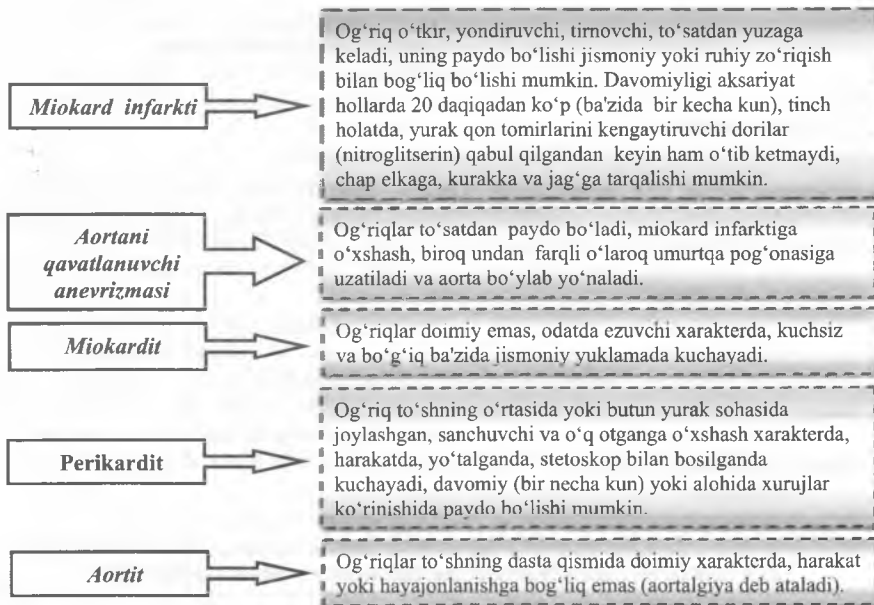 Miokard infarkti
Og‘riq o‘tkir, yondiruvchi, tirnovchi, to‘satdan yuzaga
keladi, uning paydo bo‘lishi jismoniy yoki ruhiy zo‘riqish
bilan bog‘liq bo‘lishi mumkin. Davomiyligi aksariyat
hollarda 20 daqiqadan ko‘p (ba'zida bir kecha kun), tinch
holatda, yurak qon tomirlarini kengaytiruvchi dorilar
(nitroglitserin) qabul qilgandan keyin ham o‘tib ketmaydi,
chap elkaga, kurakka va jag‘ga tarqalishi mumkin.
Aortani
qavatlanuvchi
anevrizmasi
Og‘riqlar to‘satdan paydo bo‘ladi, miokard infarktiga
o‘xshash, biroq undan farqli o‘laroq umurtqa pog‘onasiga
uzatiladi va aorta bo‘ylab yo‘naladi.
Miokardit
Og‘riqlar doimiy emas, odatda ezuvchi xarakterda, kuchsiz
va bo‘g‘iq ba'zida jismoniy yuklamada kuchayadi.
Perikardit
Og‘riq to‘shning o‘rtasida yoki butun yurak sohasida
joylashgan, sanchuvchi va o‘q otganga o‘xshash xarakterda,
harakatda, yo‘talganda, stetoskop bilan bosilganda
kuchayadi, davomiy (bir necha kun) yoki alohida xurujlar
ko‘rinishida paydo bo‘lishi mumkin.
Aortit
Og‘riqlar to‘shning dasta qismida doimiy xarakterda, harakat
yoki hayajonlanishga bog‘liq emas (aortalgiya deb ataladi).